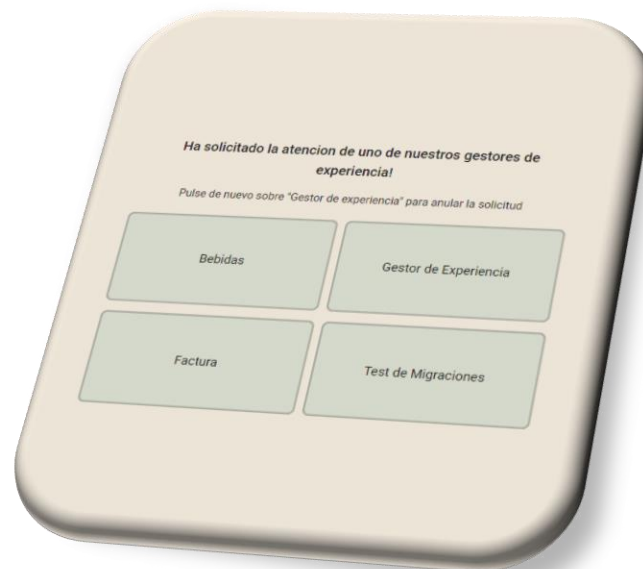 Ha solicitado la atencion de uno de nuestros gestores de
experiencia!
Pulse de nuevo sobre "Gestor de experiencia" para anular la solicitud
Bebidas
Gestor de Experiencia
Factura
Test de Migraciones